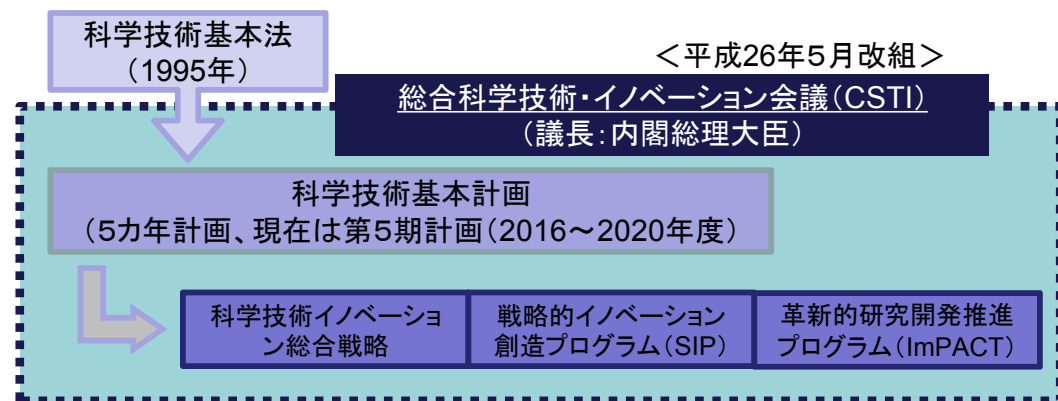 科学技術基本法
（1995年）
＜平成26年５月改組＞
総合科学技術・イノベーション会議（CSTI）
（議長：内閣総理大臣）
科学技術基本計画
（５カ年計画、現在は第５期計画（2016～2020年度）
科学技術イノベーショ
ン総合戦略
戦略的イノベーション
創造プログラム（SIP）
革新的研究開発推進
プログラム（ImPACT）